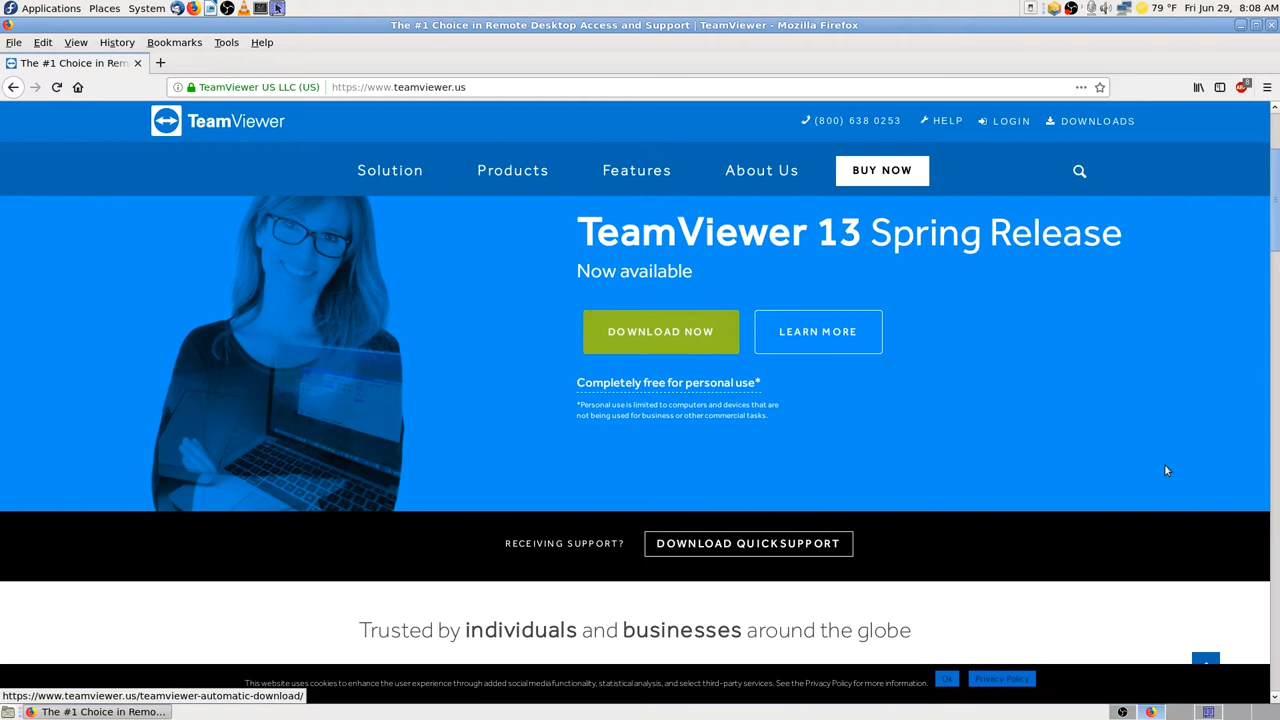 Applications Places System 79 °F Fri Jun 29, 8:08 AM
The #1 Choice in Remote Desktop Access and Support | TeamViewer - Mozilla Firefox
File Edit View History Bookmarks Tools Help
The #1 Choice in Rem
TeamViewer US LLC (US) https://www.teamviewer.us
8
TeamViewer (800) 638 0253 HELP LOGIN DOWNLOADS
Solution Products Features About Us BUY NOW
TeamViewer 13 Spring Release
Now available
DOWNLOAD NOW LEARN MORE
Completely free for personal use*
*Personal use is limited to computers and devices that are
not being used for business or other commercial tasks.
RECEIVING SUPPORT? DOWNLOAD QUICKSUPPORT
Trusted by individuals and businesses around the globe
This website uses cookies to enhance the user experience through added social media functionality, statistical analysis, and select third-party services. See the Privacy Policy for more information. Ok Privacy Policy
https://www.teamviewer.us/teamviewer-automatic-download/
The #1 Choice in Remo...